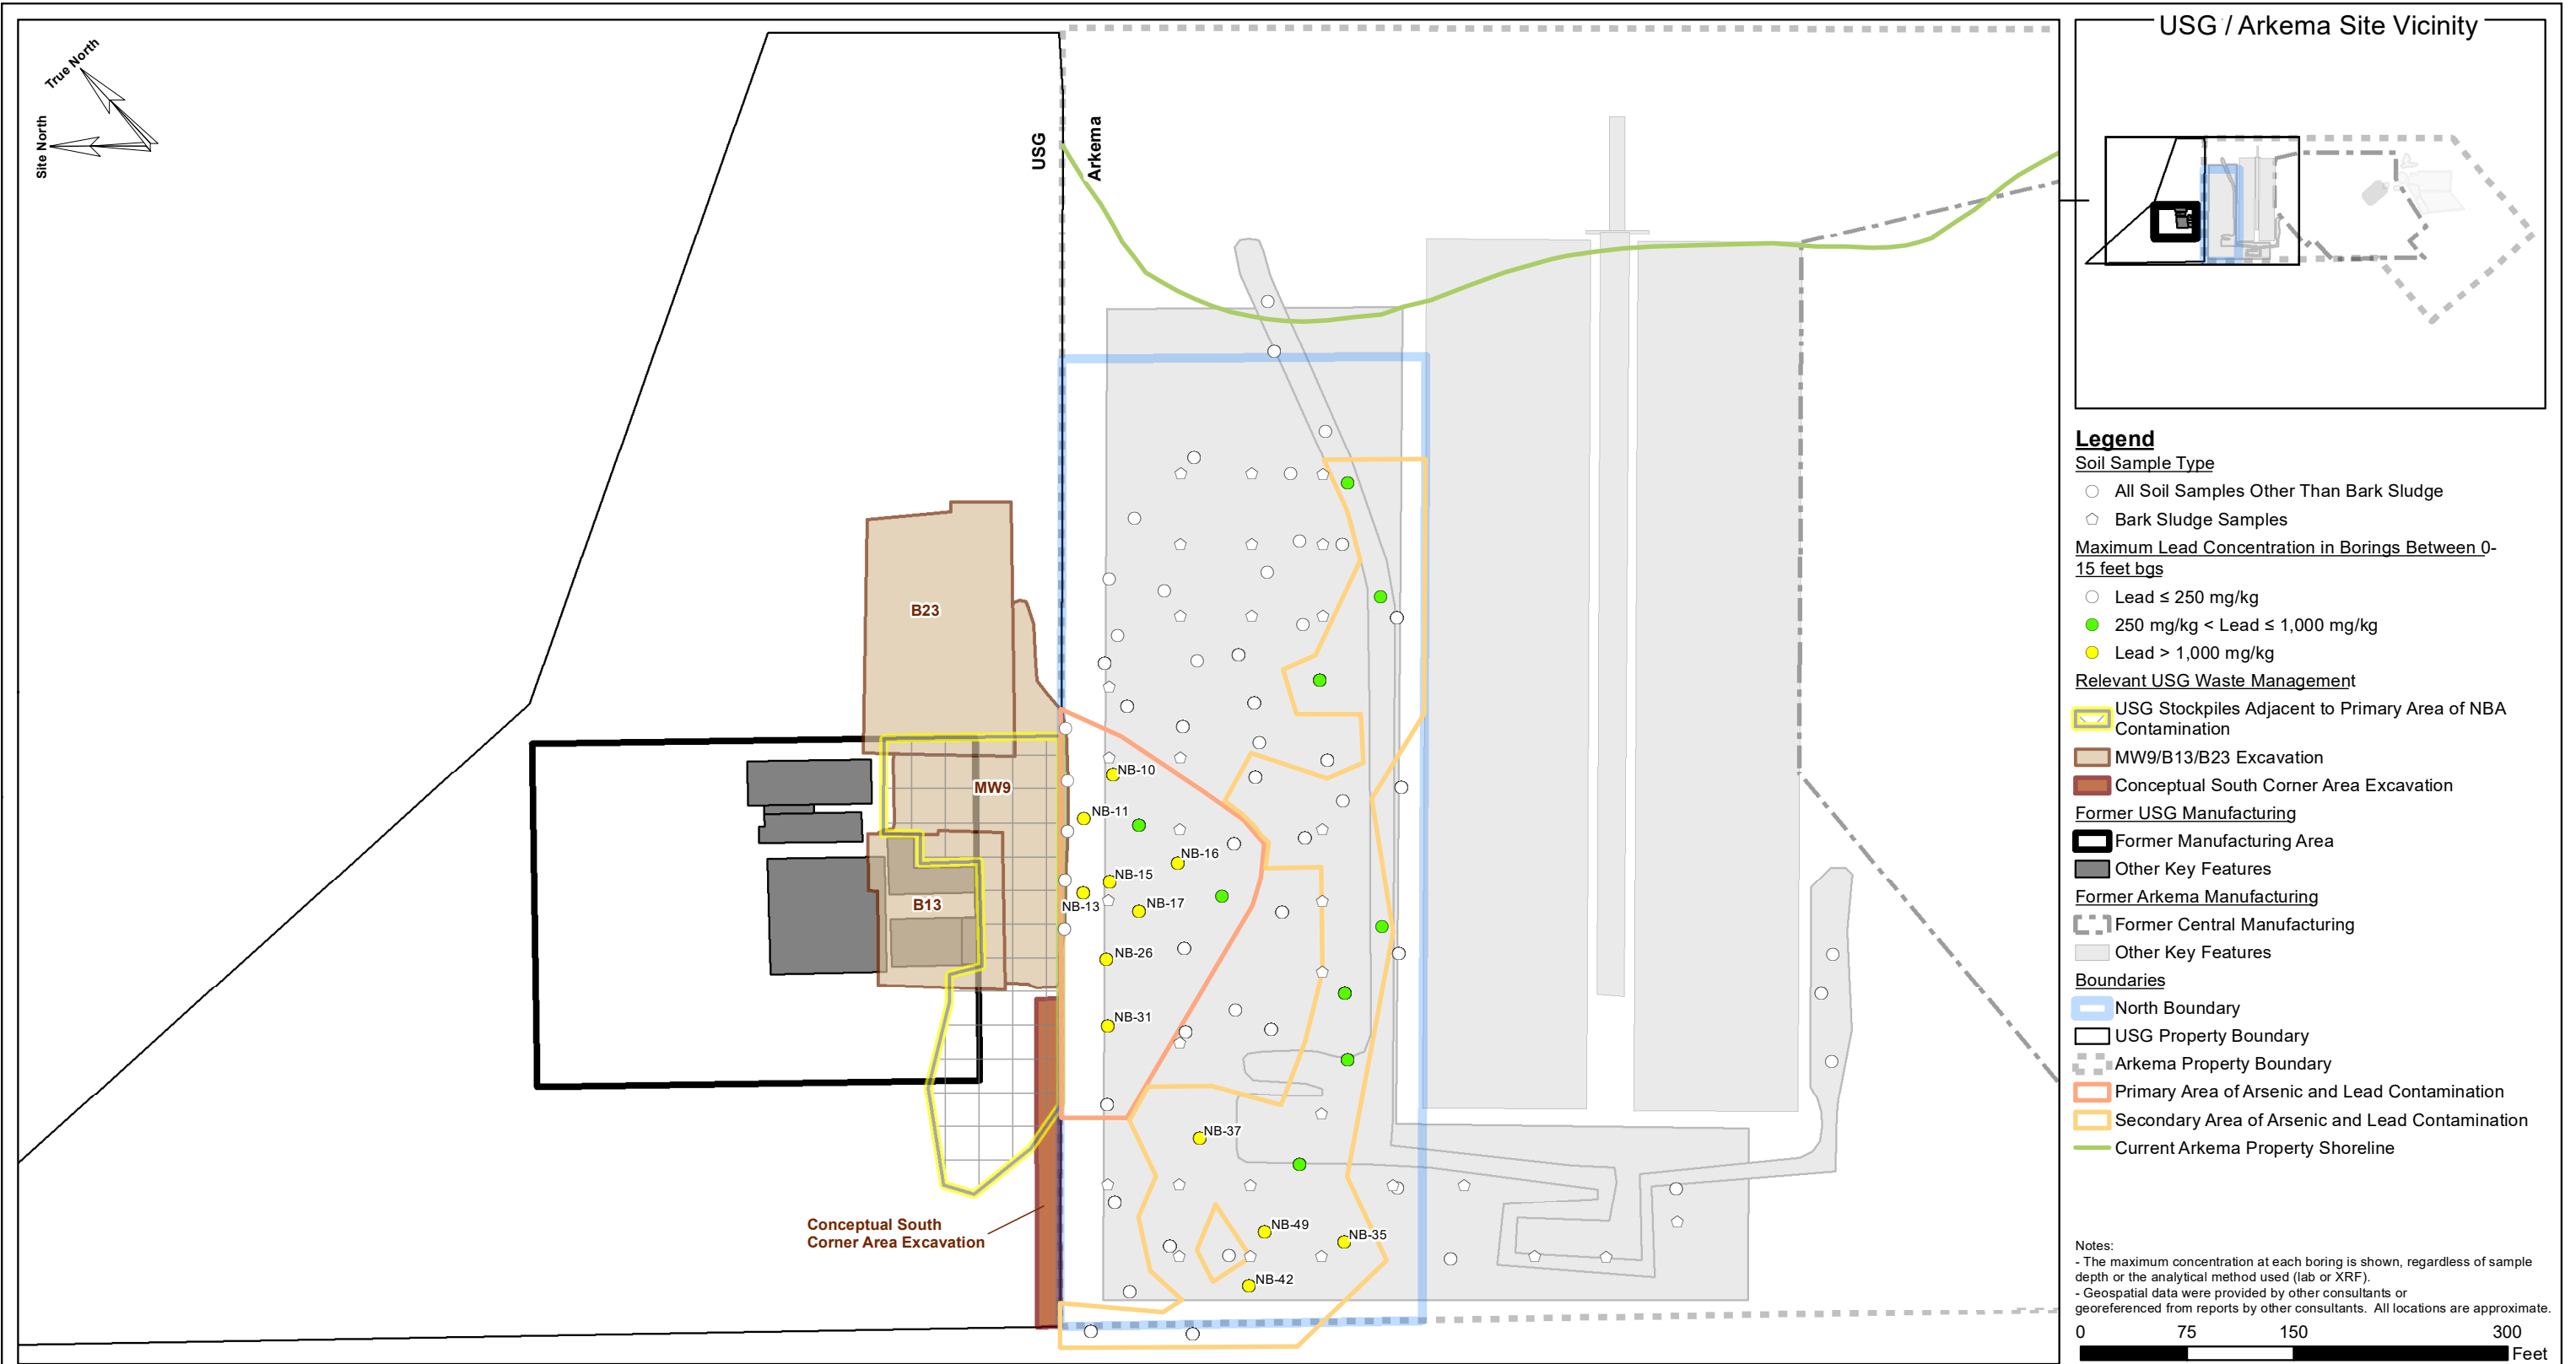 True North
Site North
USG
Arkema
B23
MW9
B13
NB-10
NB-11
NB-16
NB-15
NB-13
NB-17
NB-26
NB-31
NB-37
NB-49
NB-35
NB-42
Conceptual South
Corner Area Excavation
USG / Arkema Site Vicinity
Legend
Soil Sample Type
All Soil Samples Other Than Bark Sludge
Bark Sludge Samples
Maximum Lead Concentration in Borings Between 0-
15 feet bgs
Lead ≤ 250 mg/kg
250 mg/kg < Lead ≤ 1,000 mg/kg
Lead > 1,000 mg/kg
Relevant USG Waste Management
USG Stockpiles Adjacent to Primary Area of NBA
Contamination
MW9/B13/B23 Excavation
Conceptual South Corner Area Excavation
Former USG Manufacturing
Former Manufacturing Area
Other Key Features
Former Arkema Manufacturing
Former Central Manufacturing
Other Key Features
Boundaries
North Boundary
USG Property Boundary
Arkema Property Boundary
Primary Area of Arsenic and Lead Contamination
Secondary Area of Arsenic and Lead Contamination
Current Arkema Property Shoreline
Notes:
- The maximum concentration at each boring is shown, regardless of sample
depth or the analytical method used (lab or XRF).
- Geospatial data were provided by other consultants or
georeferenced from reports by other consultants. All locations are approximate.
0 75 150 300
Feet